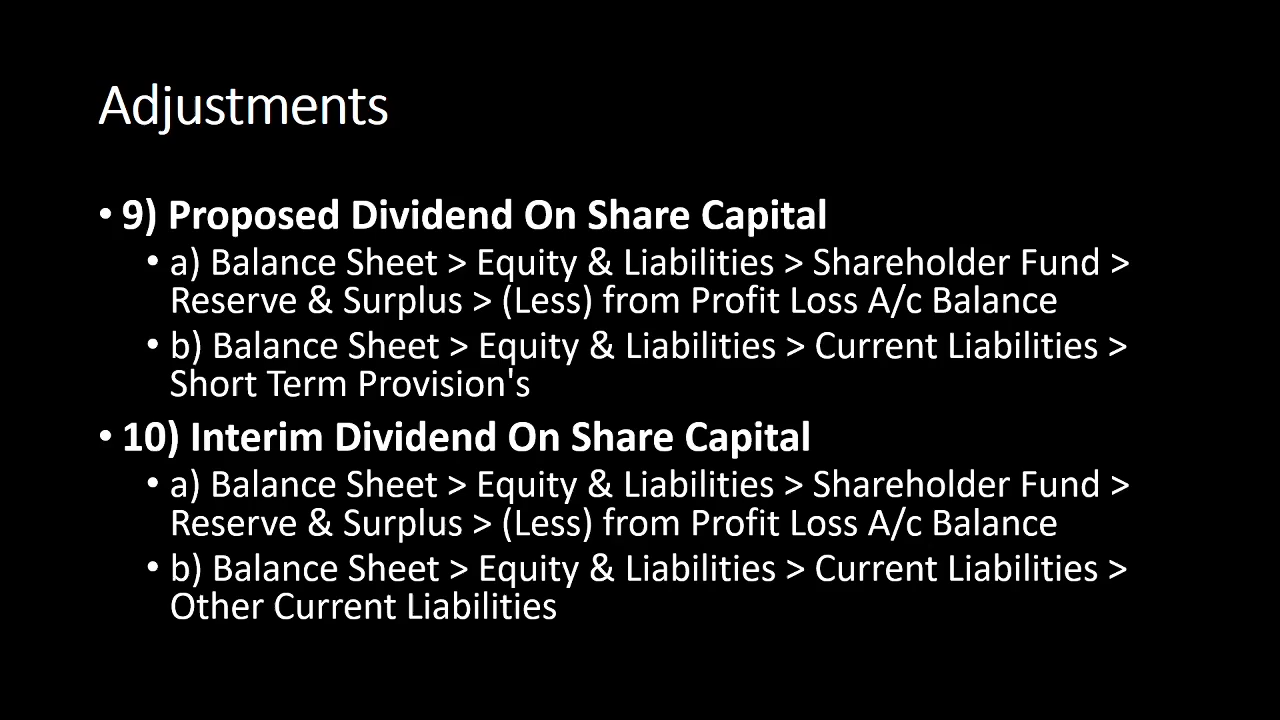 Adjustments
• 9) Proposed Dividend On Share Capital
• a) Balance Sheet > Equity & Liabilities > Shareholder Fund >
Reserve & Surplus > (Less) from Profit Loss A/c Balance
• b) Balance Sheet > Equity & Liabilities > Current Liabilities >
Short Term Provision's
• 10) Interim Dividend On Share Capital
• a) Balance Sheet > Equity & Liabilities > Shareholder Fund >
Reserve & Surplus > (Less) from Profit Loss A/c Balance
• b) Balance Sheet > Equity & Liabilities > Current Liabilities >
Other Current Liabilities